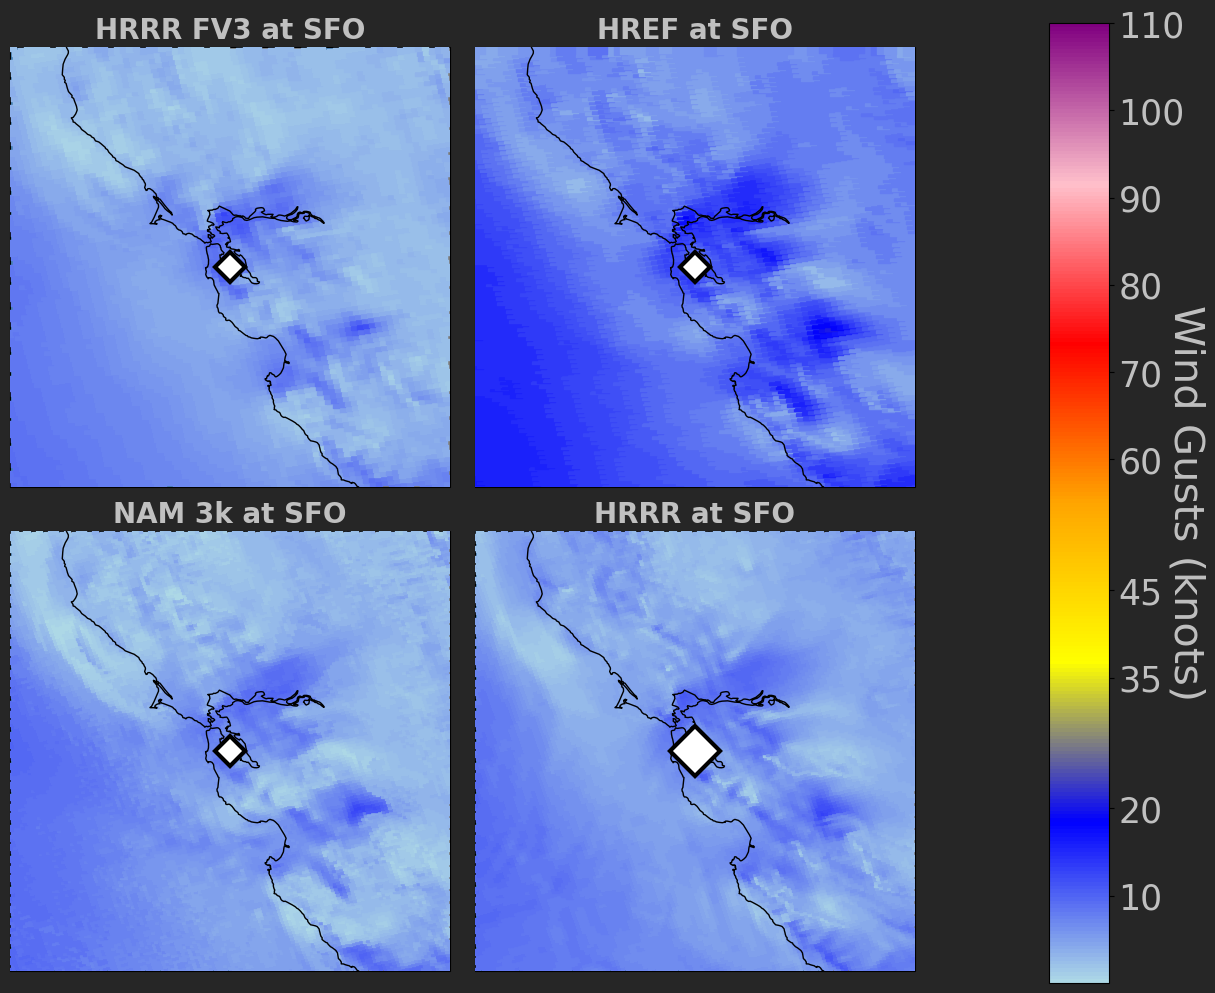 HRRR FV3 at SFO
HREF at SFO
NAM 3k at SFO
HRRR at SFO
110
100
90
80
70
60
45
35
20
10
Wind Gusts (knots)